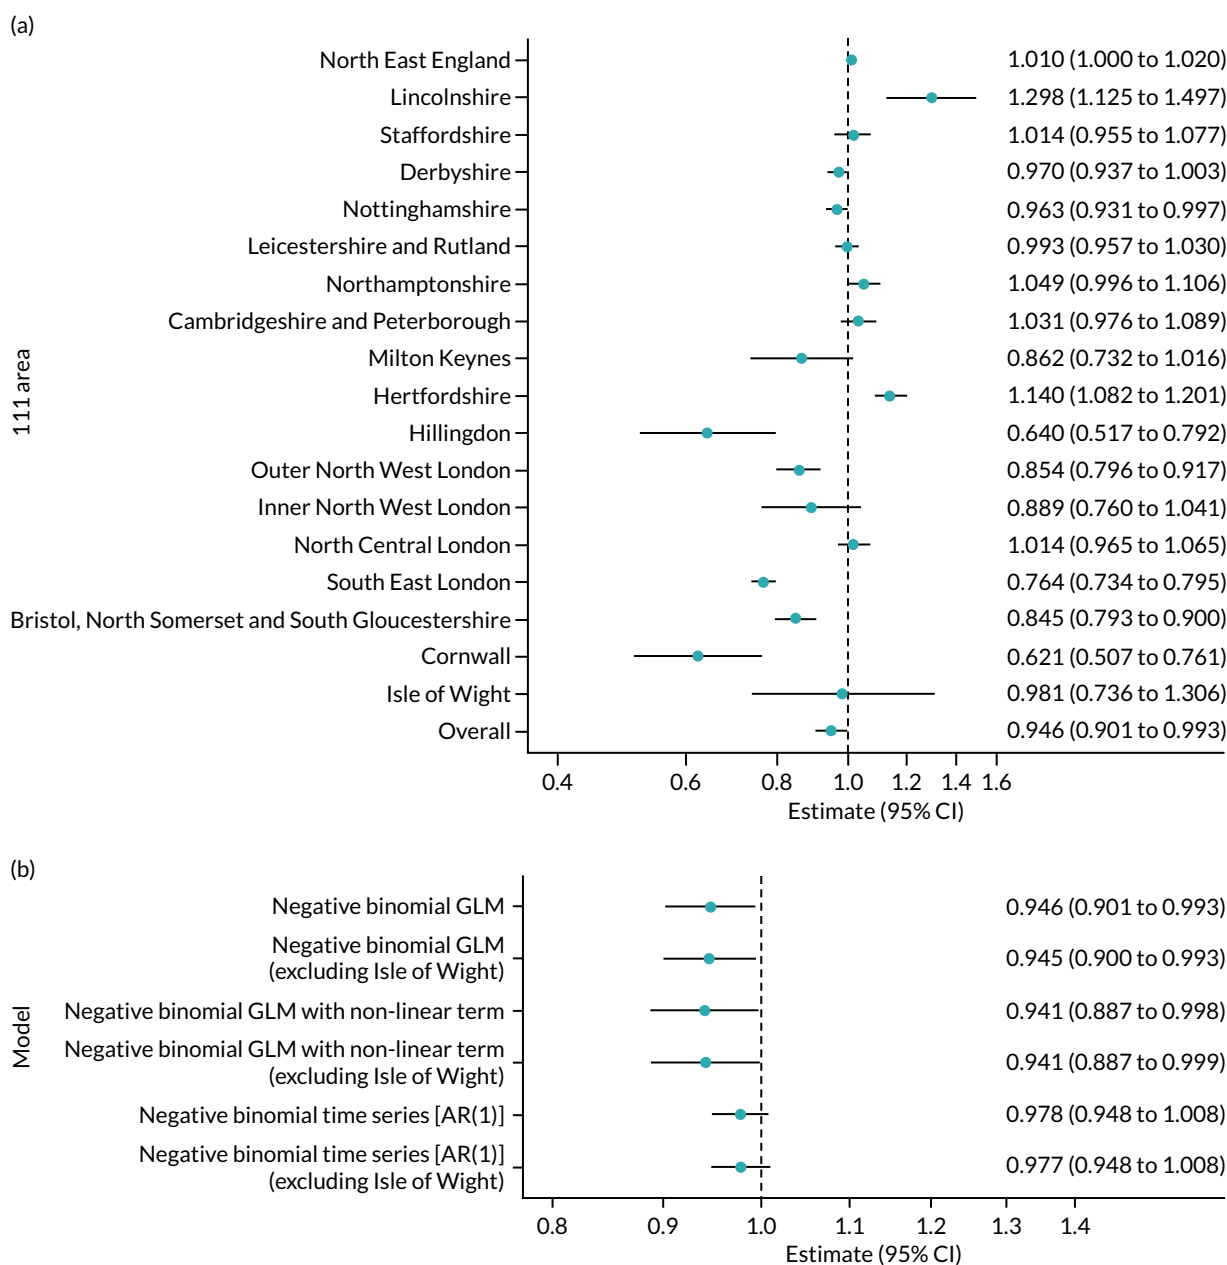 (a)
111 area
North East England 1.010 (1.000 to 1.020)
Lincolnshire 1.298 (1.125 to 1.497)
Staffordshire 1.014 (0.955 to 1.077)
Derbyshire 0.970 (0.937 to 1.003)
Nottinghamshire 0.963 (0.931 to 0.997)
Leicestershire and Rutland 0.993 (0.957 to 1.030)
Northamptonshire 1.049 (0.996 to 1.106)
Cambridgeshire and Peterborough 1.031 (0.976 to 1.089)
Milton Keynes 0.862 (0.732 to 1.016)
Hertfordshire 1.140 (1.082 to 1.201)
Hillingdon 0.640 (0.517 to 0.792)
Outer North West London 0.854 (0.796 to 0.917)
Inner North West London 0.889 (0.760 to 1.041)
North Central London 1.014 (0.965 to 1.065)
South East London 0.764 (0.734 to 0.795)
Bristol, North Somerset and South Gloucestershire 0.845 (0.793 to 0.900)
Cornwall 0.621 (0.507 to 0.761)
Isle of Wight 0.981 (0.736 to 1.306)
Overall 0.946 (0.901 to 0.993)
0.4 0.6 0.8 1.0 1.2 1.4 1.6
Estimate (95% CI)
(b)
Model
Negative binomial GLM 0.946 (0.901 to 0.993)
Negative binomial GLM
(excluding Isle of Wight) 0.945 (0.900 to 0.993)
Negative binomial GLM with non-linear term 0.941 (0.887 to 0.998)
Negative binomial GLM with non-linear term
(excluding Isle of Wight) 0.941 (0.887 to 0.999)
Negative binomial time series [AR(1)] 0.978 (0.948 to 1.008)
Negative binomial time series [AR(1)]
(excluding Isle of Wight) 0.977 (0.948 to 1.008)
0.8 0.9 1.0 1.1 1.2 1.3 1.4
Estimate (95% CI)